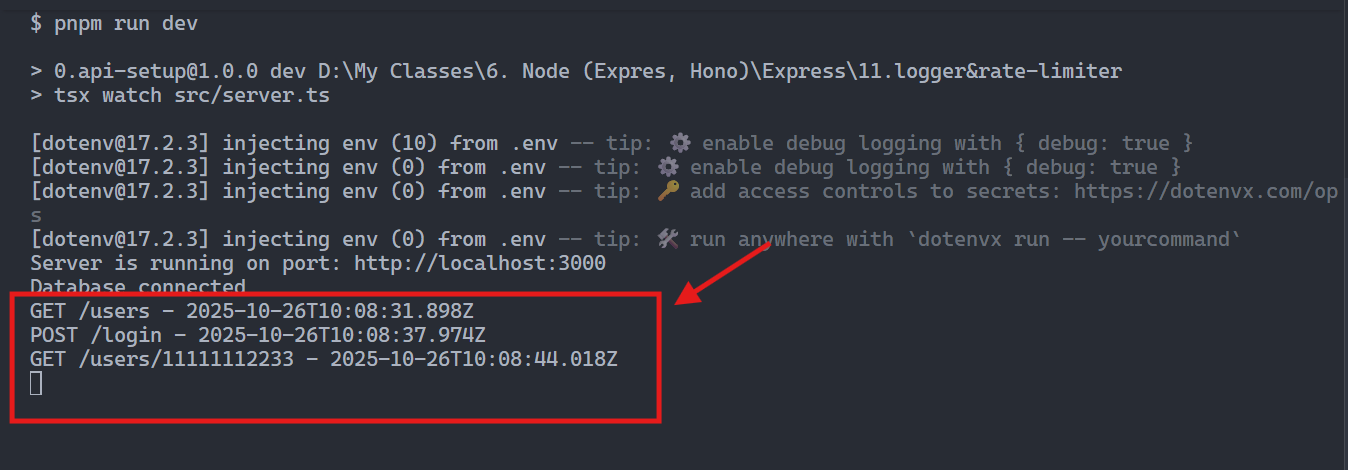 $ pnpm run dev
> 0.api-setup@1.0.0 dev D:\My Classes\6. Node (Expres, Hono)\Express\11.logger&rate-limiter
> tsx watch src/server.ts
[dotenv@17.2.3] injecting env (10) from .env -- tip: ⚙️ enable debug logging with { debug: true }
[dotenv@17.2.3] injecting env (0) from .env -- tip: ⚙️ enable debug logging with { debug: true }
[dotenv@17.2.3] injecting env (0) from .env -- tip: 🔑 add access controls to secrets: https://dotenvx.com/op
s
[dotenv@17.2.3] injecting env (0) from .env -- tip: 🛠️ run anywhere with `dotenvx run -- yourcommand`
Server is running on port: http://localhost:3000
Database connected
GET /users - 2025-10-26T10:08:31.898Z
POST /login - 2025-10-26T10:08:37.974Z
GET /users/11111112233 - 2025-10-26T10:08:44.018Z